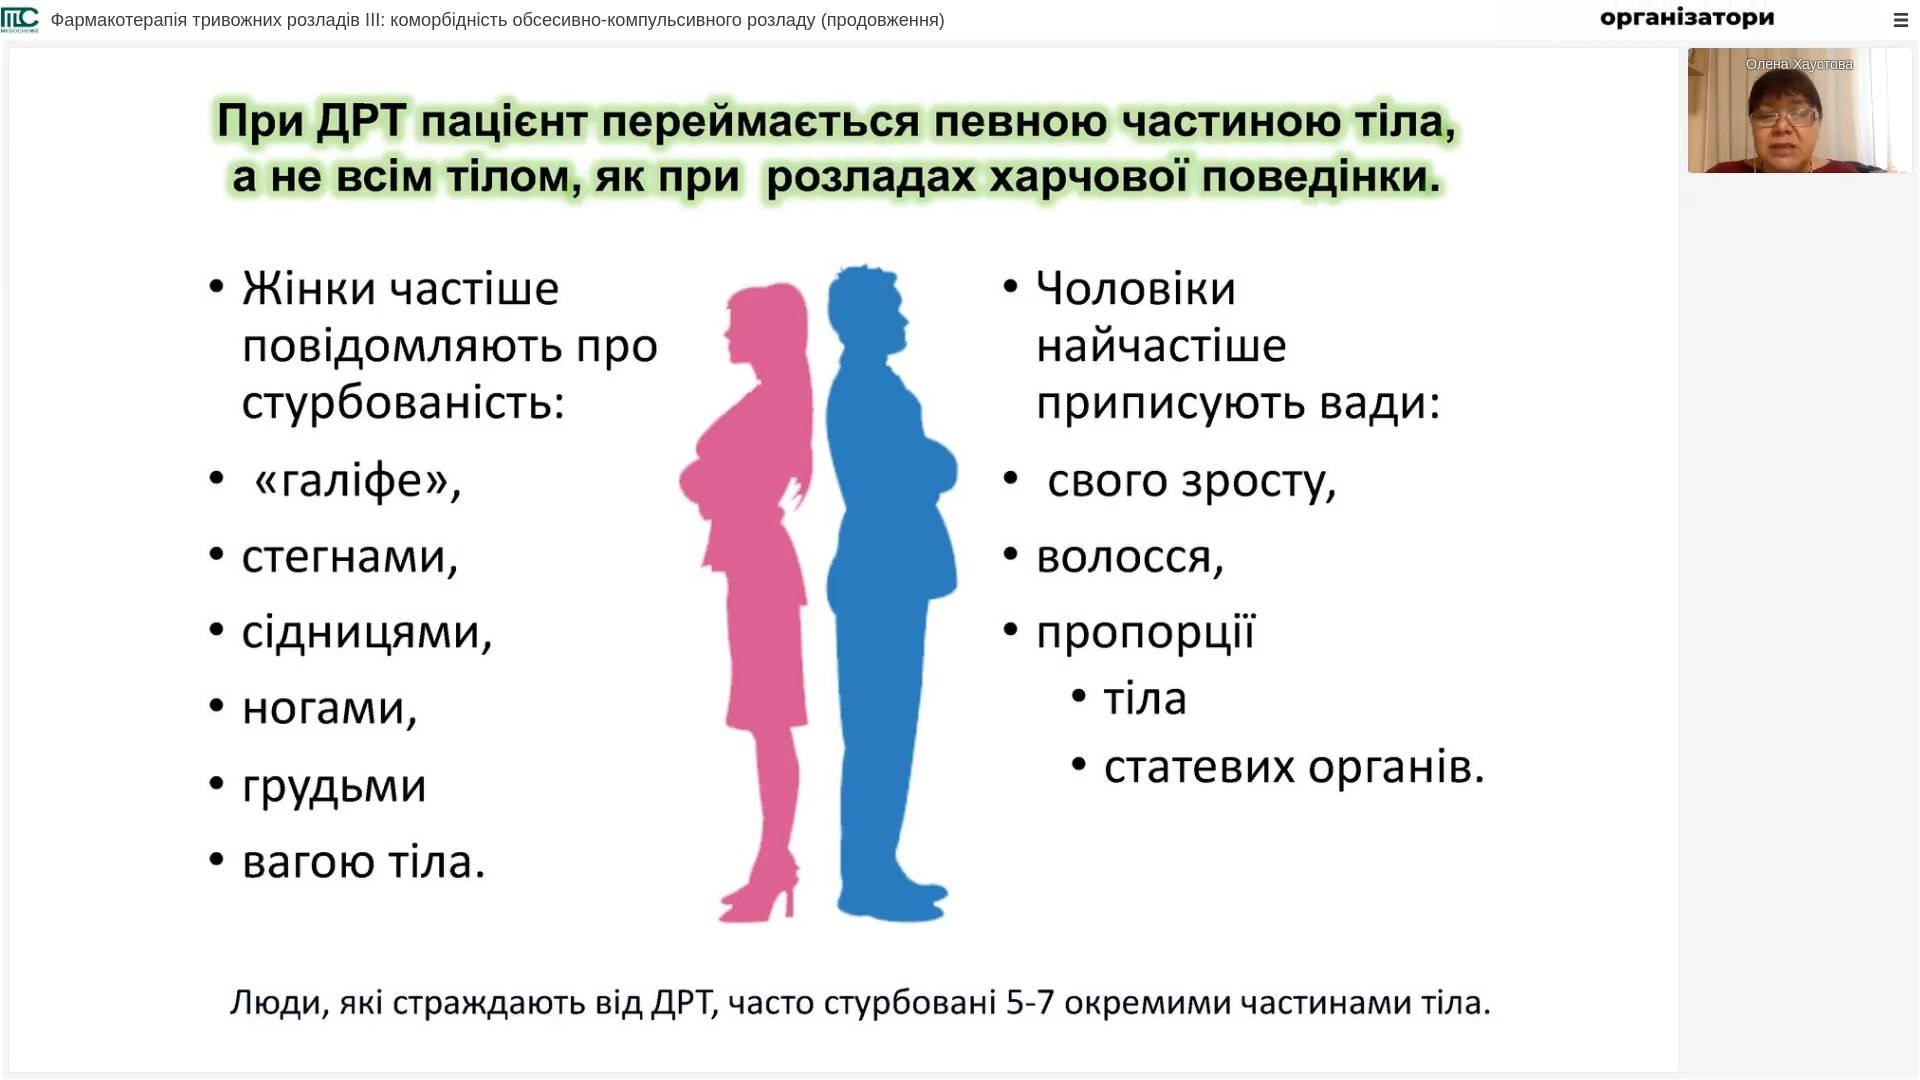 Фармакотерапія тривожних розладів III: коморбідність обсесивно-компульсивного розладу (продовження)
організатори
MEDOCHEMIE
Олена Хаустова
При ДРТ пацієнт переймається певною частиною тіла,
а не всім тілом, як при розладах харчової поведінки.
• Жінки частіше
повідомляють про
стурбованість:
• «галіфе»,
• стегнами,
• сідницями,
• ногами,
• грудьми
• вагою тіла.
• Чоловіки
найчастіше
приписують вади:
• свого зросту,
• волосся,
• пропорції
• тіла
• статевих органів.
Люди, які страждають від ДРТ, часто стурбовані 5-7 окремими частинами тіла.